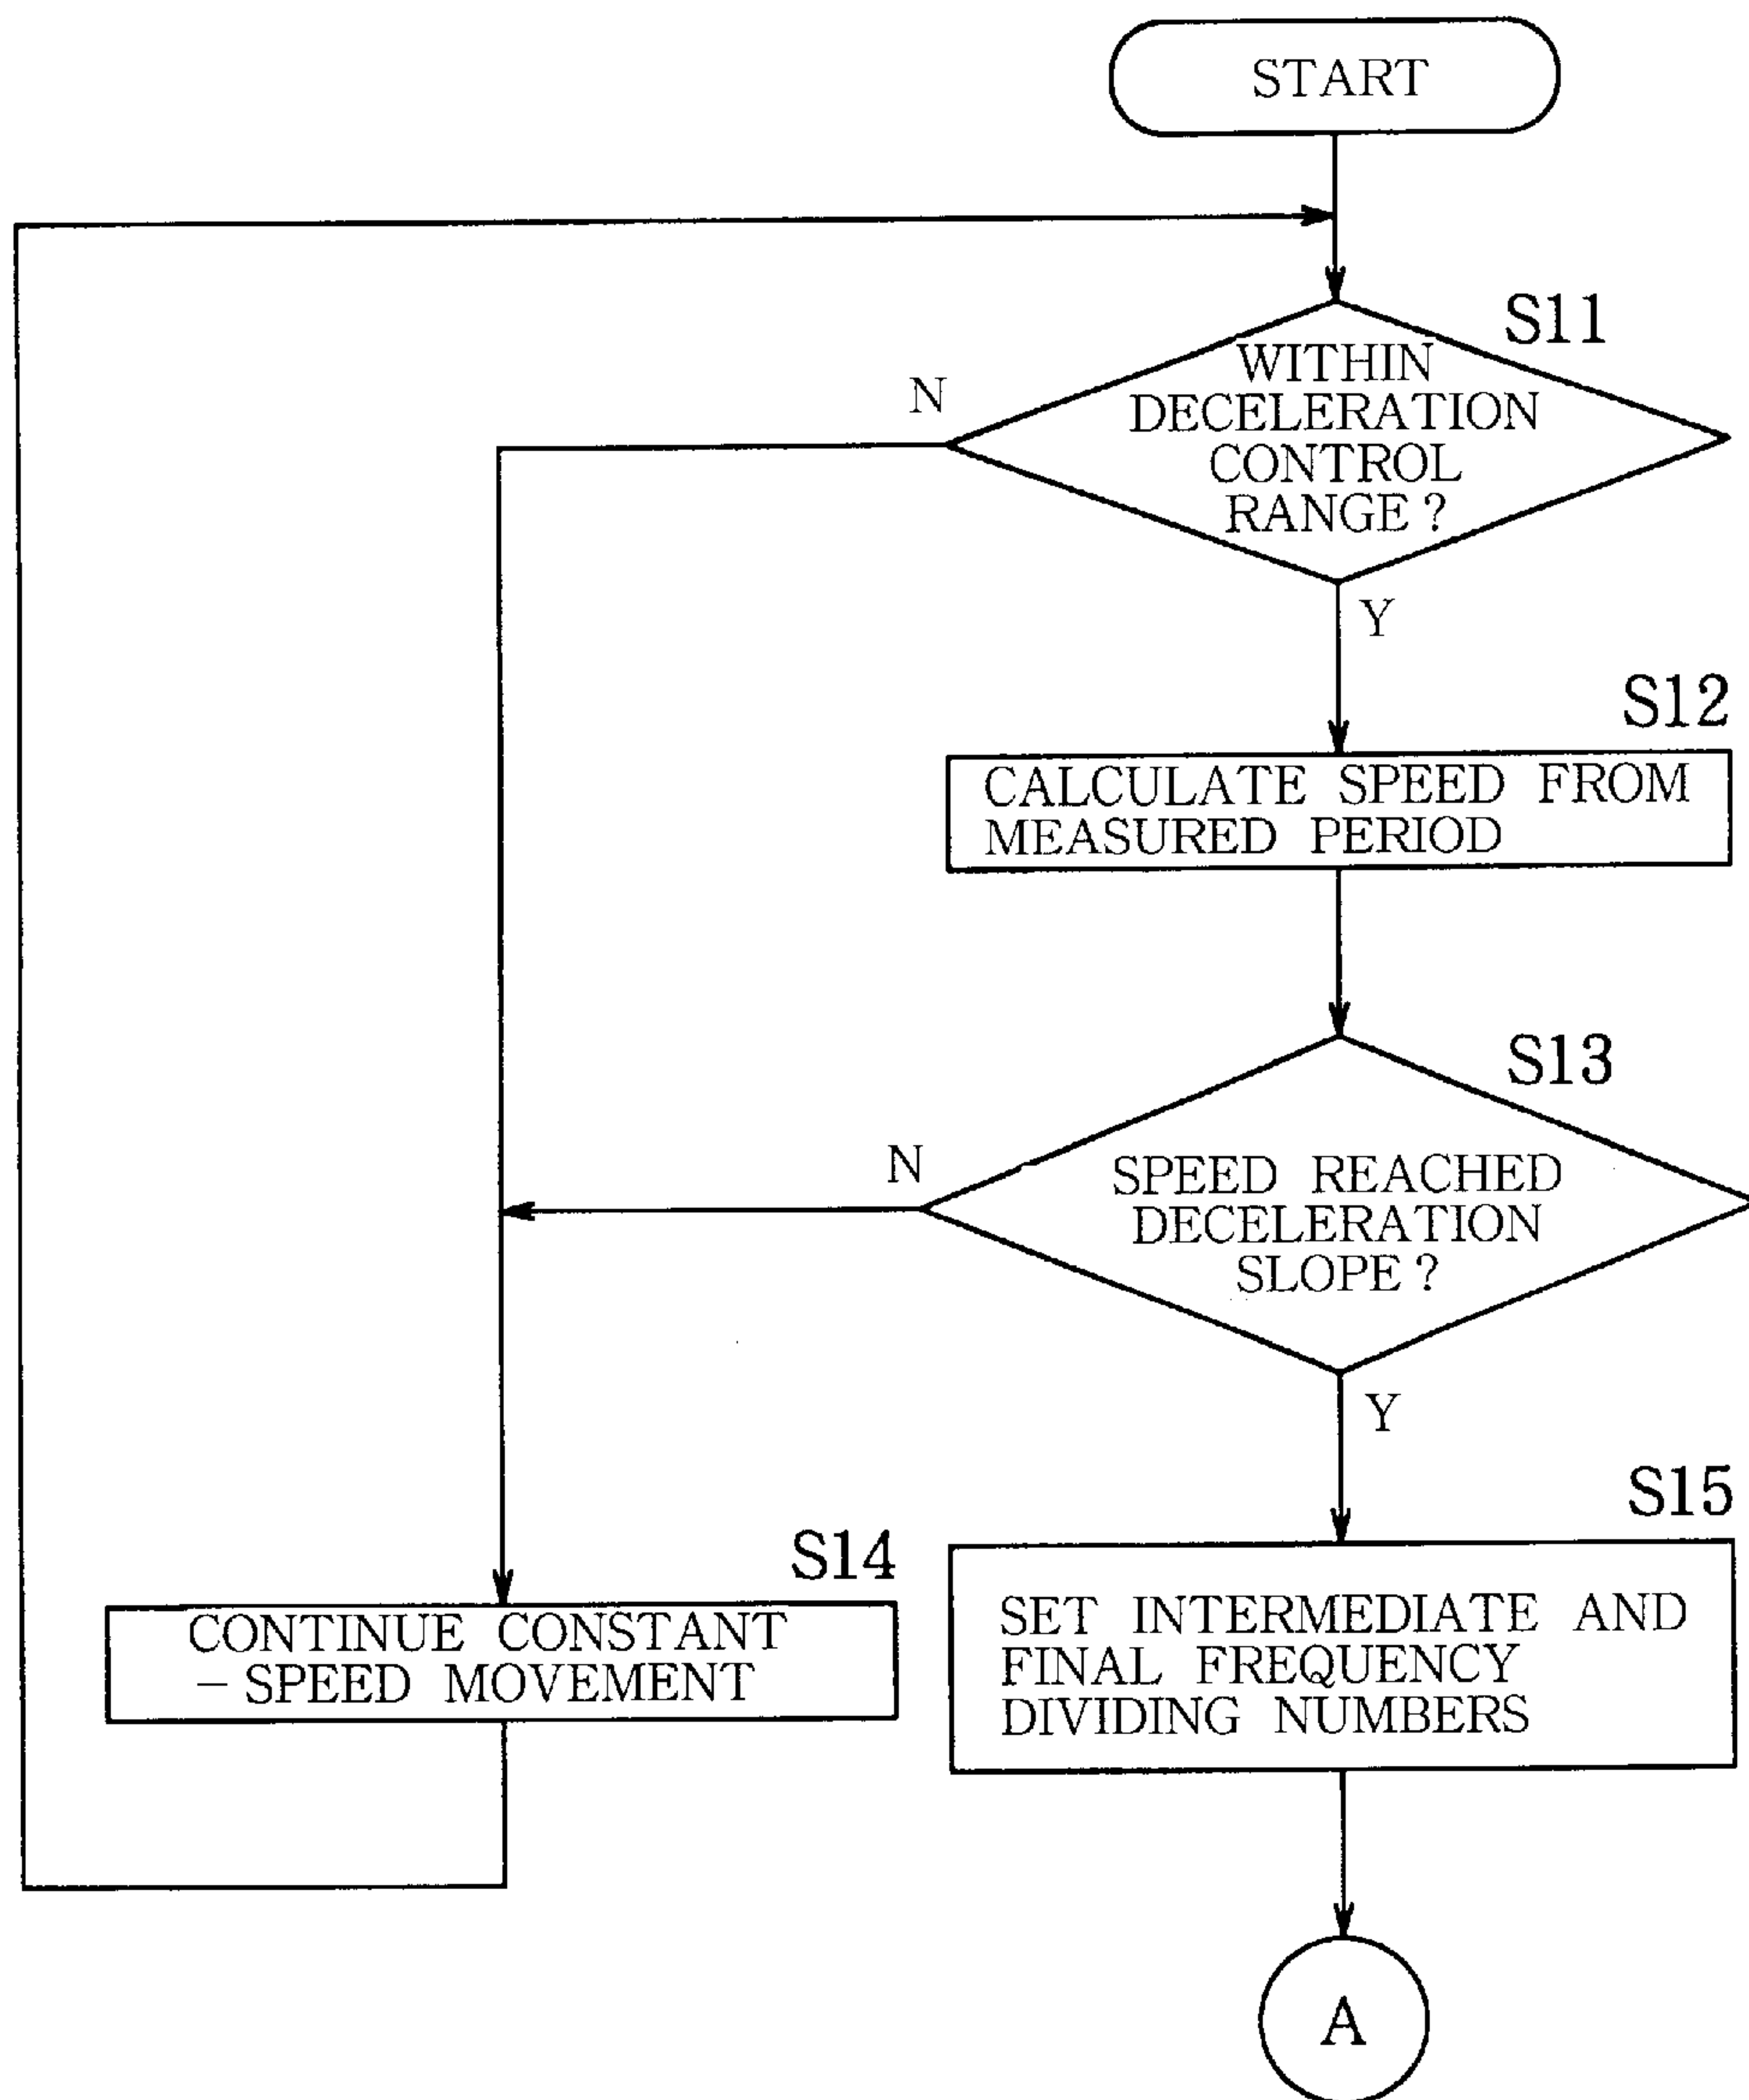 START
S11
WITHIN
DECELERATION
CONTROL
RANGE ?
N
Y
S12
CALCULATE SPEED FROM
MEASURED PERIOD
S13
N
SPEED REACHED
DECELERATION
SLOPE ?
Y
S14
CONTINUE CONSTANT
– SPEED MOVEMENT
S15
SET INTERMEDIATE AND
FINAL FREQUENCY
DIVIDING NUMBERS
A